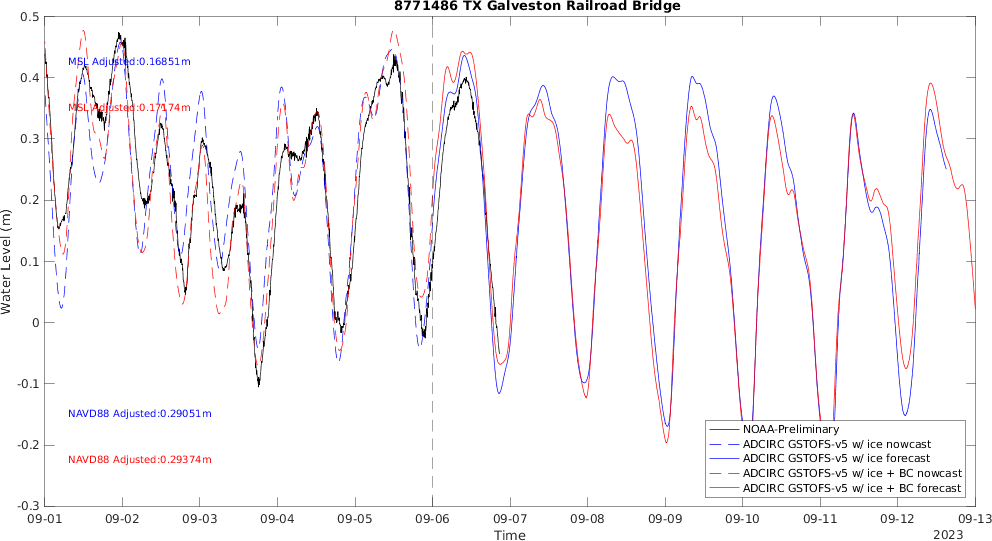 8771486 TX Galveston Railroad Bridge
0.5
0.4
0.3
0.2
0.1
0
-0.1
-0.2
-0.3
Water Level (m)
MSL Adjusted:0.16851m
MSL Adjusted:0.17174m
NAVD88 Adjusted:0.29051m
NAVD88 Adjusted:0.29374m
NOAA-Preliminary
ADCIRC GSTOFS-v5 w/ ice nowcast
ADCIRC GSTOFS-v5 w/ ice forecast
ADCIRC GSTOFS-v5 w/ ice + BC nowcast
ADCIRC GSTOFS-v5 w/ ice + BC forecast
09-01 09-02 09-03 09-04 09-05 09-06 09-07 09-08 09-09 09-10 09-11 09-12 09-13
Time
2023